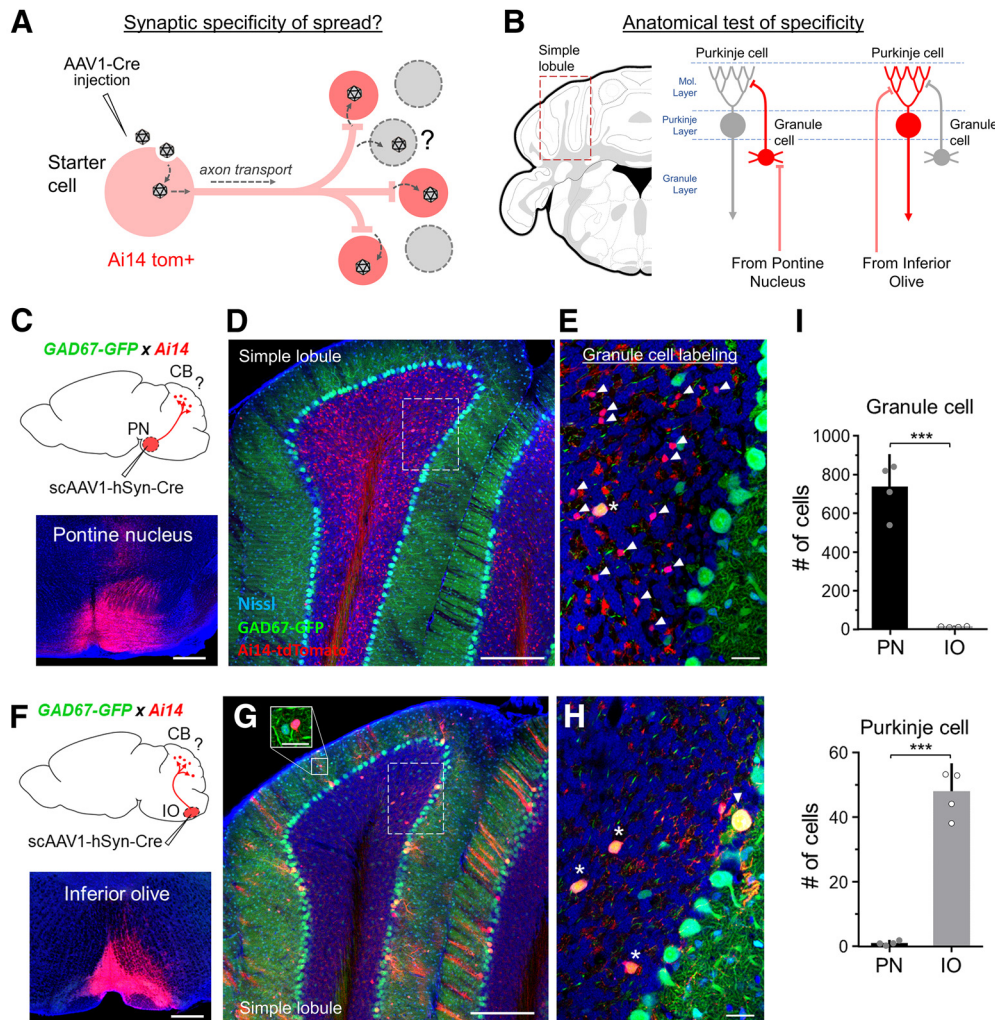 A
Synaptic specificity of spread?
AAV1-Cre
injection
Starter
cell
axon transport
?
Ai14 tom+
B
Anatomical test of specificity
Simple
lobule
Purkinje cell
Purkinje cell
Mol.
Layer
Purkinje
Layer
Granule
Layer
Granule
cell
Granule
cell
From Pontine
Nucleus
From Inferior
Olive
C
GAD67-GFP x Ai14
CB
?
PN
scAAV1-hSyn-Cre
Pontine nucleus
D
Simple lobule
Nissl
GAD67-GFP
Ai14-tdTomato
E
Granule cell labeling
*
I
Granule cell
***
1000
800
600
400
200
0
# of cells
PN
IO
F
GAD67-GFP x Ai14
CB
?
IO
scAAV1-hSyn-Cre
Inferior olive
G
Simple lobule
H
*
*
*
Purkinje cell
***
60
40
20
0
# of cells
PN
IO